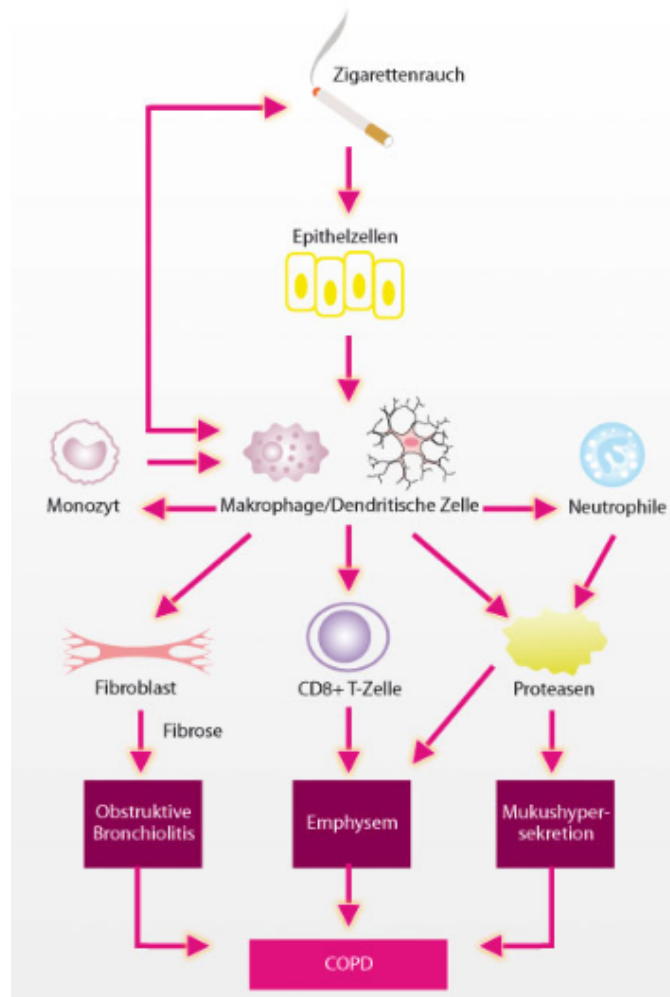 Zigarettenrauch
Epithelzellen
Monozyt
Makrophage/Dendritische Zelle
Neutrophile
Fibroblast
CD8+ T-Zelle
Proteasen
Fibrose
Obstruktive
Bronchiolitis
Emphysem
Mukushyper-
sekretion
COPD